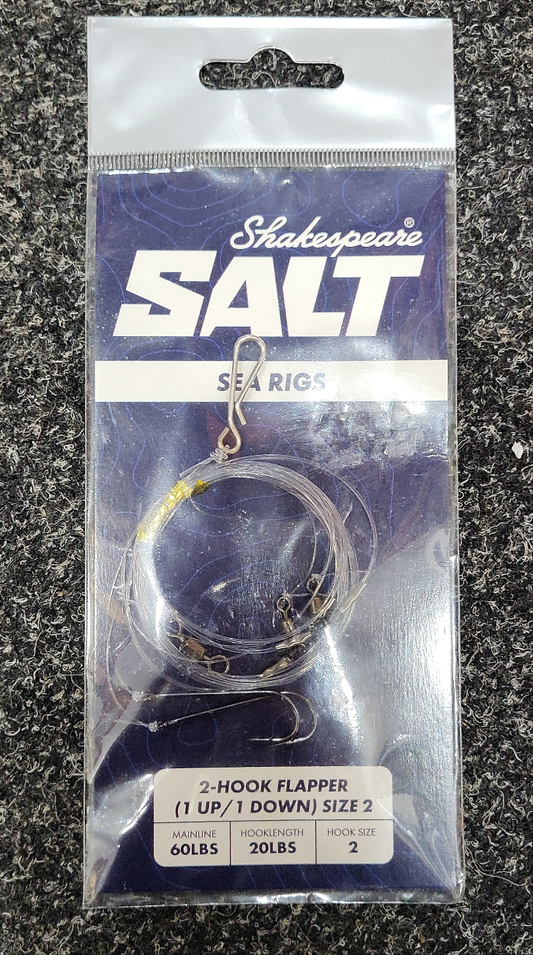 Shakespeare®
SALT
SEA RIGS
2-HOOK FLAPPER
(1 UP/1 DOWN) SIZE 2
MAINLINE HOOKLENGTH HOOK SIZE
60LBS 20LBS 2